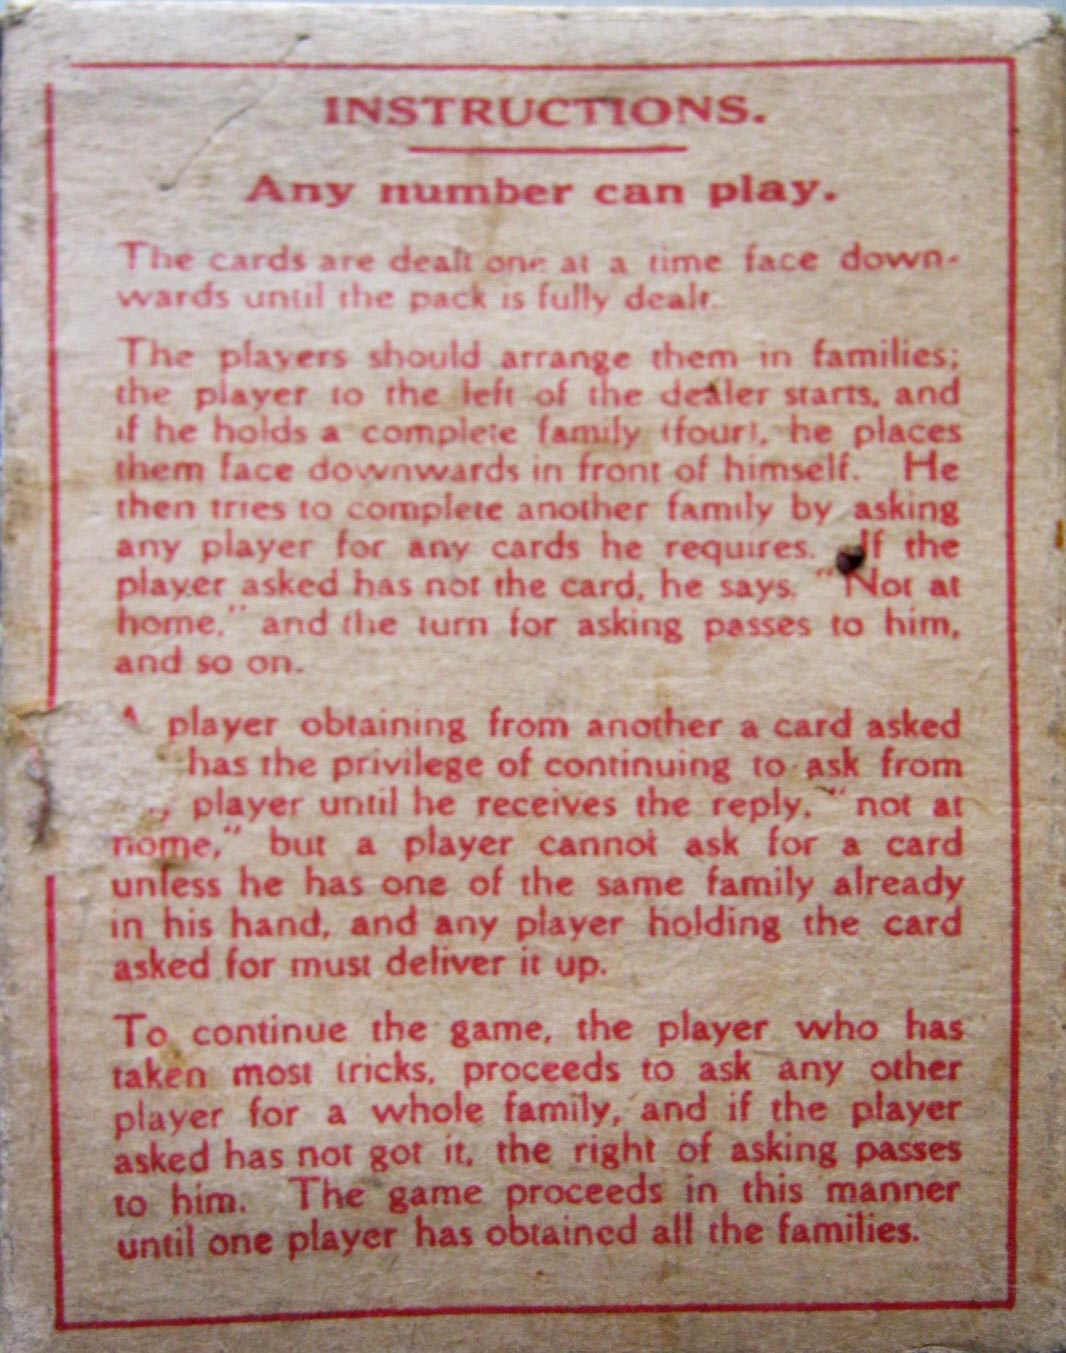 INSTRUCTIONS.
Any number can play.
The cards are dealt one at a time face down-
wards until the pack is fully dealt.
The players should arrange them in families;
the player to the left of the dealer starts, and
if he holds a complete family (four), he places
them face downwards in front of himself. He
then tries to complete another family by asking
any player for any cards he requires. If the
player asked has not the card, he says, "Not at
home," and the turn for asking passes to him,
and so on.
A player obtaining from another a card asked
has the privilege of continuing to ask from
player until he receives the reply, "not at
home," but a player cannot ask for a card
unless he has one of the same family already
in his hand, and any player holding the card
asked for must deliver it up.
To continue the game, the player who has
taken most tricks, proceeds to ask any other
player for a whole family, and if the player
asked has not got it, the right of asking passes
to him. The game proceeds in this manner
until one player has obtained all the families.